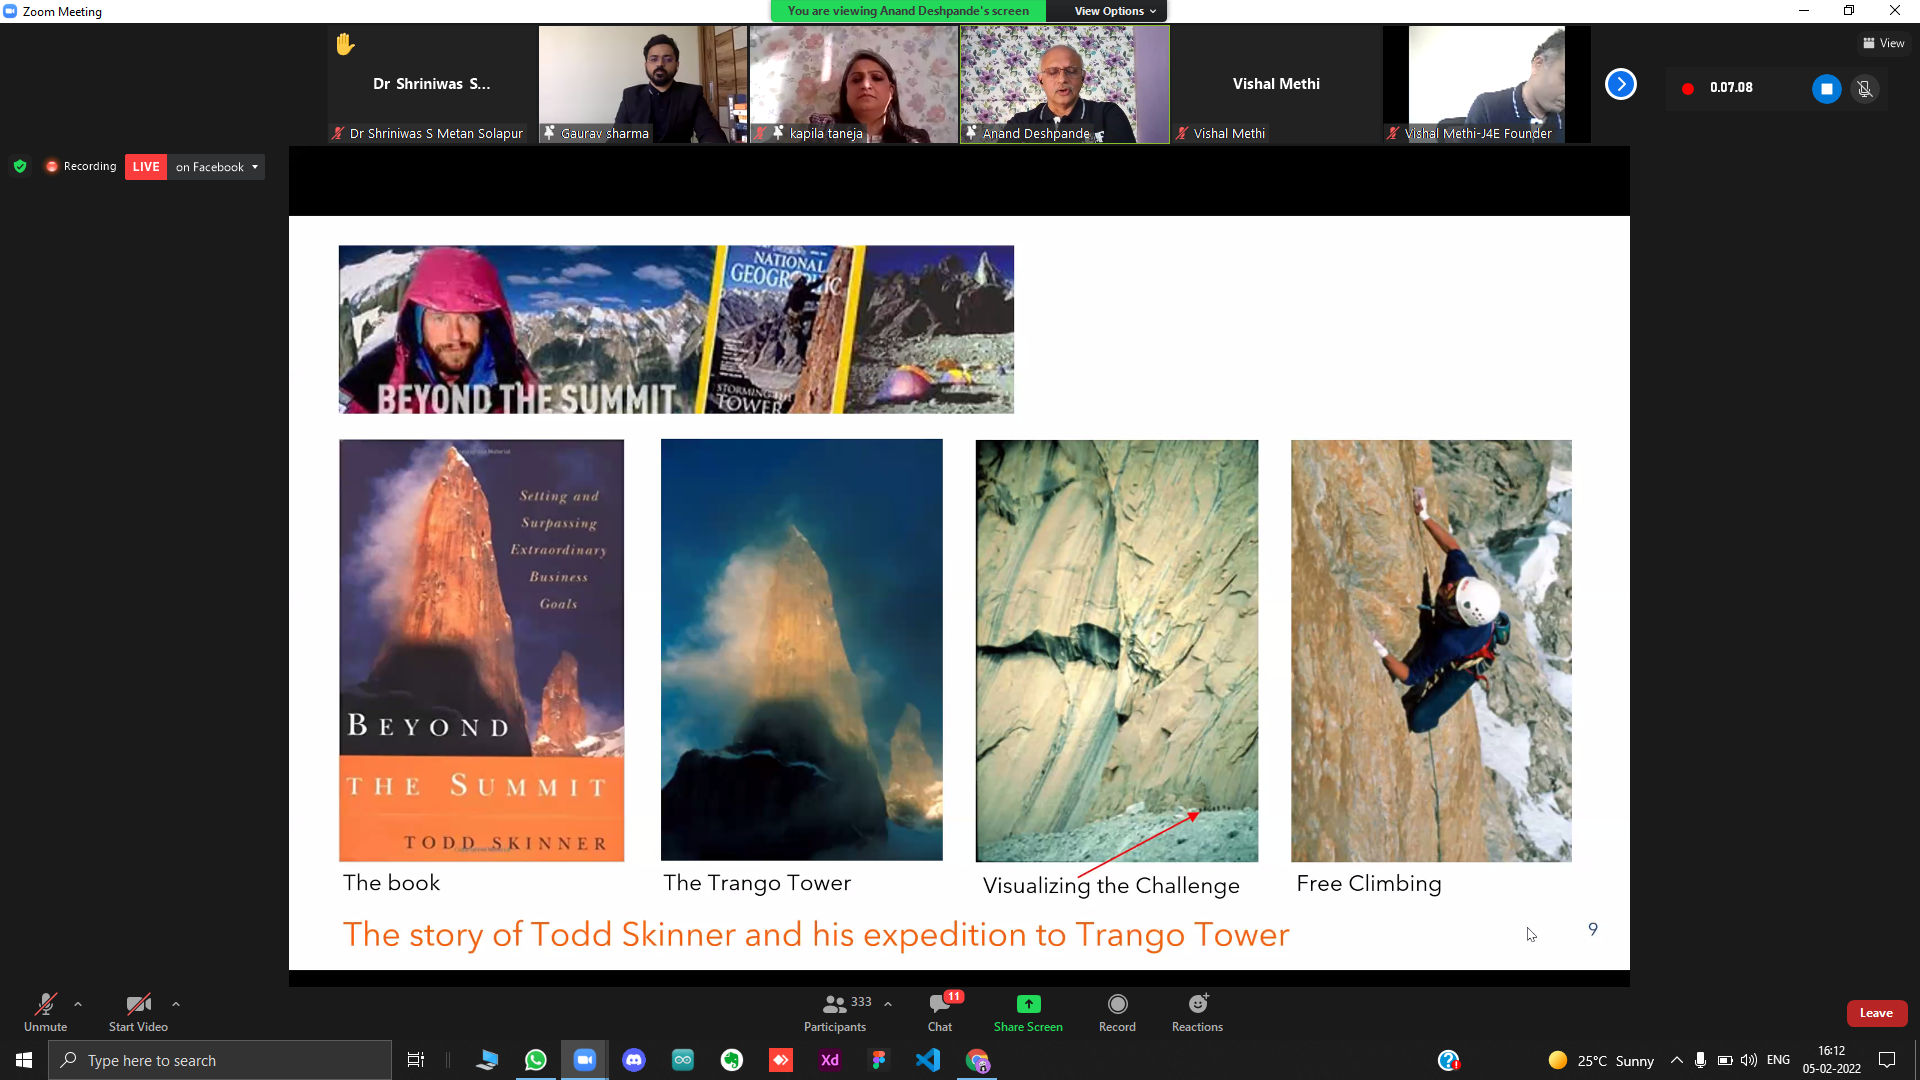 Zoom Meeting
You are viewing Anand Deshpande's screen
View Options
View
Dr Shriniwas S...
Vishal Methi
Dr Shriniwas S Metan Solapur
Gaurav sharma
kapila taneja
Anand Deshpande
Vishal Methi
Vishal Methi-J4E Founder
0.07.08
Recording
LIVE
on Facebook
NATIONAL
GEOGRAPHIC
BEYOND THE SUMMIT
STORMING THE
TOWER
Setting and
Surpassing
Extraordinary
Business
Goals
BEYOND
THE SUMMIT
TODD SKINNER
The book
The Trango Tower
Visualizing the Challenge
Free Climbing
The story of Todd Skinner and his expedition to Trango Tower
9
Unmute
Start Video
333
Participants
11
Chat
Share Screen
Record
Reactions
Leave
Type here to search
Xd
25°C Sunny
ENG
16:12
05-02-2022